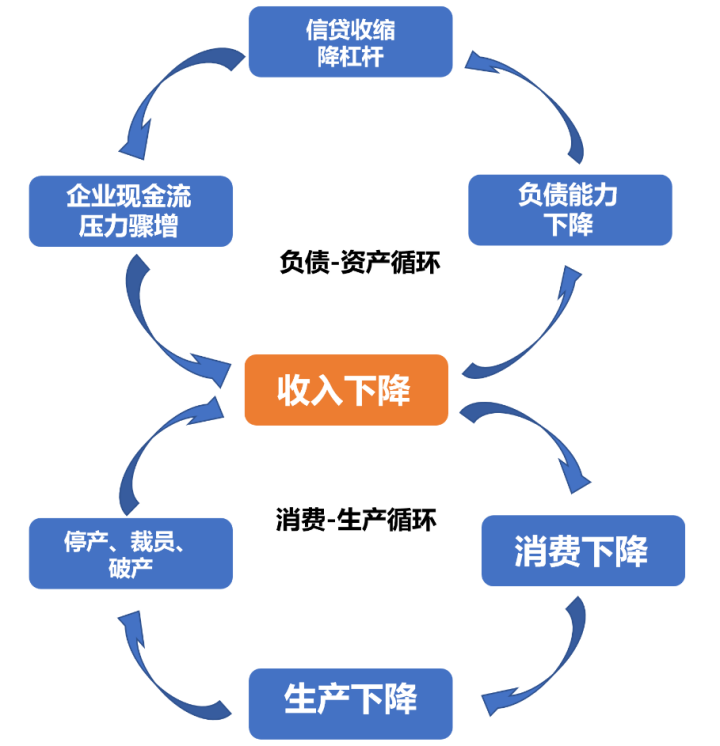 信贷收缩
降杠杆
企业现金流
压力骤增
负债能力
下降
负债-资产循环
收入下降
消费-生产循环
停产、裁员、
破产
消费下降
生产下降